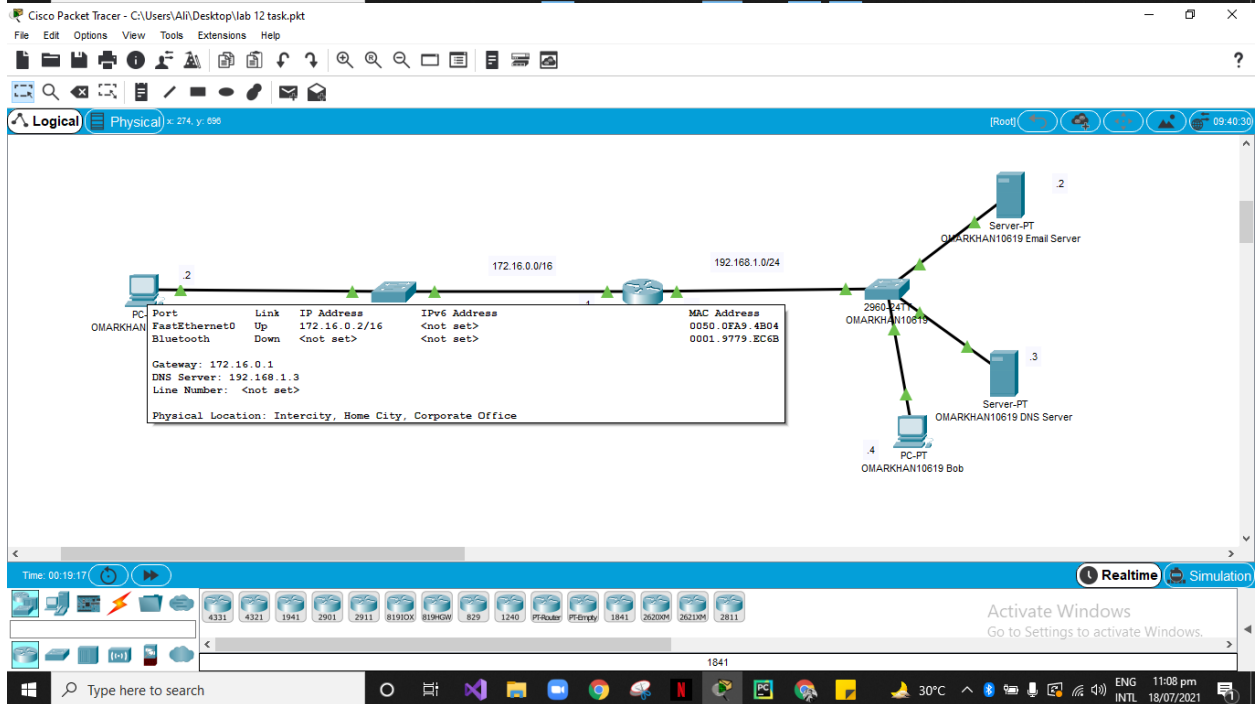 Cisco Packet Tracer - C:\Users\Ali\Desktop\lab 12 task.pkt
File Edit Options View Tools Extensions Help
?
Logical Physical x: 274, y: 696 [Root] 09:40:30
.2
Server-PT
OMARKHAN10619 Email Server
172.16.0.0/16
192.168.1.0/24
.2
PC-
OMARKHAN
2960-24TT
OMARKHAN10619
Port Link IP Address IPv6 Address MAC Address
FastEthernet0 Up 172.16.0.2/16 <not set> 0050.0FA9.4B04
Bluetooth Down <not set> <not set> 0001.9779.EC6B
Gateway: 172.16.0.1
DNS Server: 192.168.1.3
Line Number: <not set>
Physical Location: Intercity, Home City, Corporate Office
.3
Server-PT
OMARKHAN10619 DNS Server
.4
PC-PT
OMARKHAN10619 Bob
Time: 00:19:17 Realtime Simulation
4331 4321 1941 2901 2911 819IOX 819HGW 829 1240 PT-Router PT-Empty 1841 2620XM 2621XM 2811
Activate Windows
Go to Settings to activate Windows.
1841
Type here to search
30°C
ENG
INTL
11:08 pm
18/07/2021
1